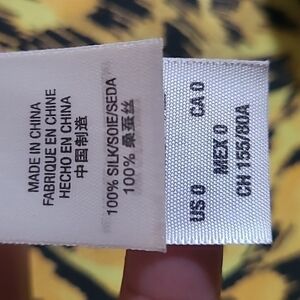 MADE IN CHINA
FABRIQUE EN CHINE
HECHO EN CHINA
中国制造
100% SILK/SOIE/SEDA
100% 桑蚕丝
US 0 CA 0
MEX 0
CH 155/80A